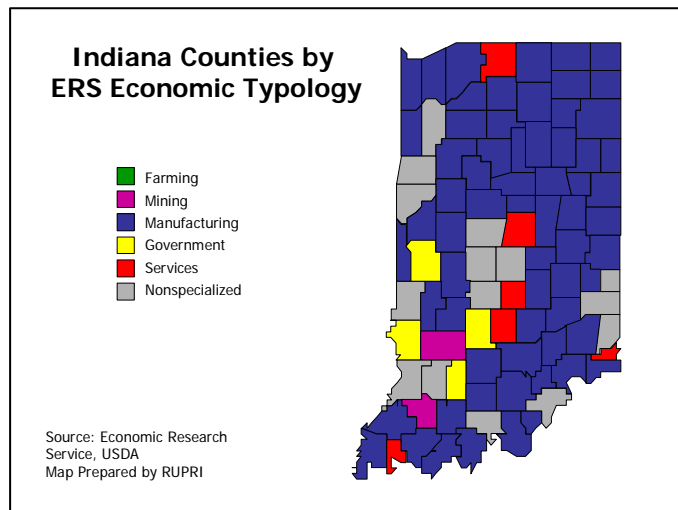 Indiana Counties by
ERS Economic Typology
Farming
Mining
Manufacturing
Government
Services
Nonspecialized
Source: Economic Research
Service, USDA
Map Prepared by RUPRI